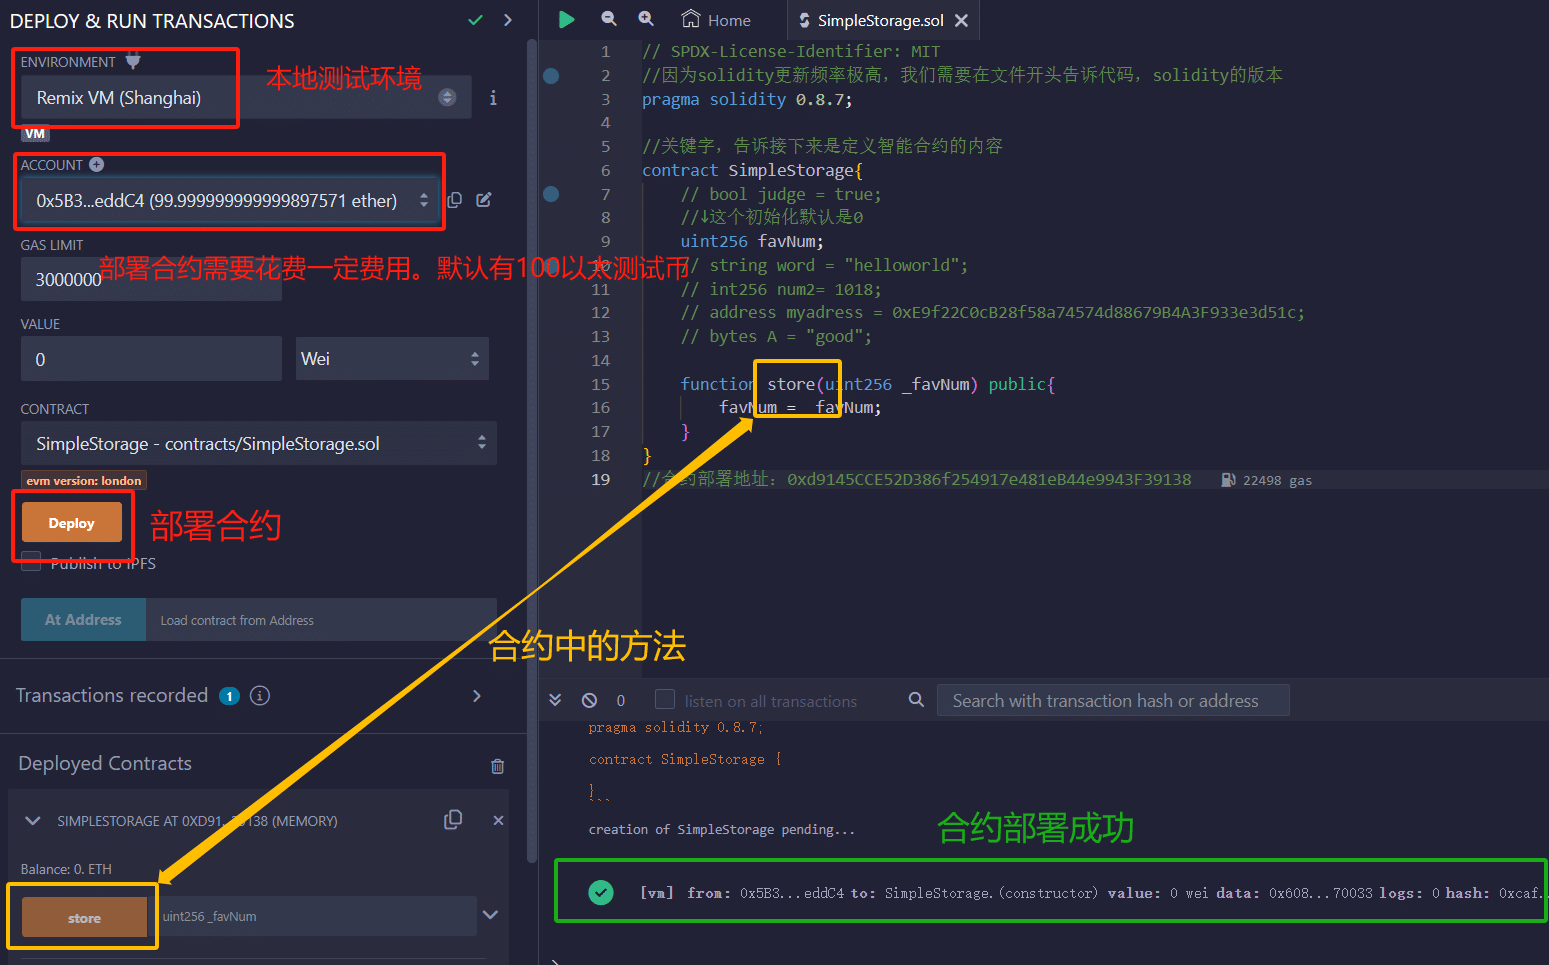 DEPLOY & RUN TRANSACTIONS
ENVIRONMENT
本地测试环境
Remix VM (Shanghai)
VM
ACCOUNT
0x5B3...eddC4 (99.999999999999897571 ether)
GAS LIMIT
3000000
部署合约需要花费一定费用。默认有100以太测试币
VALUE
0
Wei
CONTRACT
SimpleStorage - contracts/SimpleStorage.sol
evm version: london
Deploy
部署合约
Publish to IPFS
At Address
Load contract from Address
Transactions recorded 1
Deployed Contracts
SIMPLESTORAGE AT 0XD91...39138 (MEMORY)
Balance: 0. ETH
store
uint256 _favNum
合约中的方法
Home
SimpleStorage.sol
1 // SPDX-License-Identifier: MIT
2 //因为solidity更新频率极高，我们需要在文件开头告诉代码，solidity的版本
3 pragma solidity 0.8.7;
4
5 //关键字，告诉接下来是定义智能合约的内容
6 contract SimpleStorage{
7 // bool judge = true;
8 //↓这个初始化默认是0
9 uint256 favNum;
10 // string word = "helloworld";
11 // int256 num2= 1018;
12 // address myadress = 0xE9f22C0cB28f58a74574d88679B4A3F933e3d51c;
13 // bytes A = "good";
14
15 function store(uint256 _favNum) public{
16 favNum = _favNum;
17 }
18 }
19 //合约部署地址：0xd9145CCE52D386f254917e481eB44e9943F39138 22498 gas
0
listen on all transactions
Search with transaction hash or address
pragma solidity 0.8.7;
contract SimpleStorage {
}
```
creation of SimpleStorage pending...
合约部署成功
[vm] from: 0x5B3...eddC4 to: SimpleStorage.(constructor) value: 0 wei data: 0x608...70033 logs: 0 hash: 0xcaf...